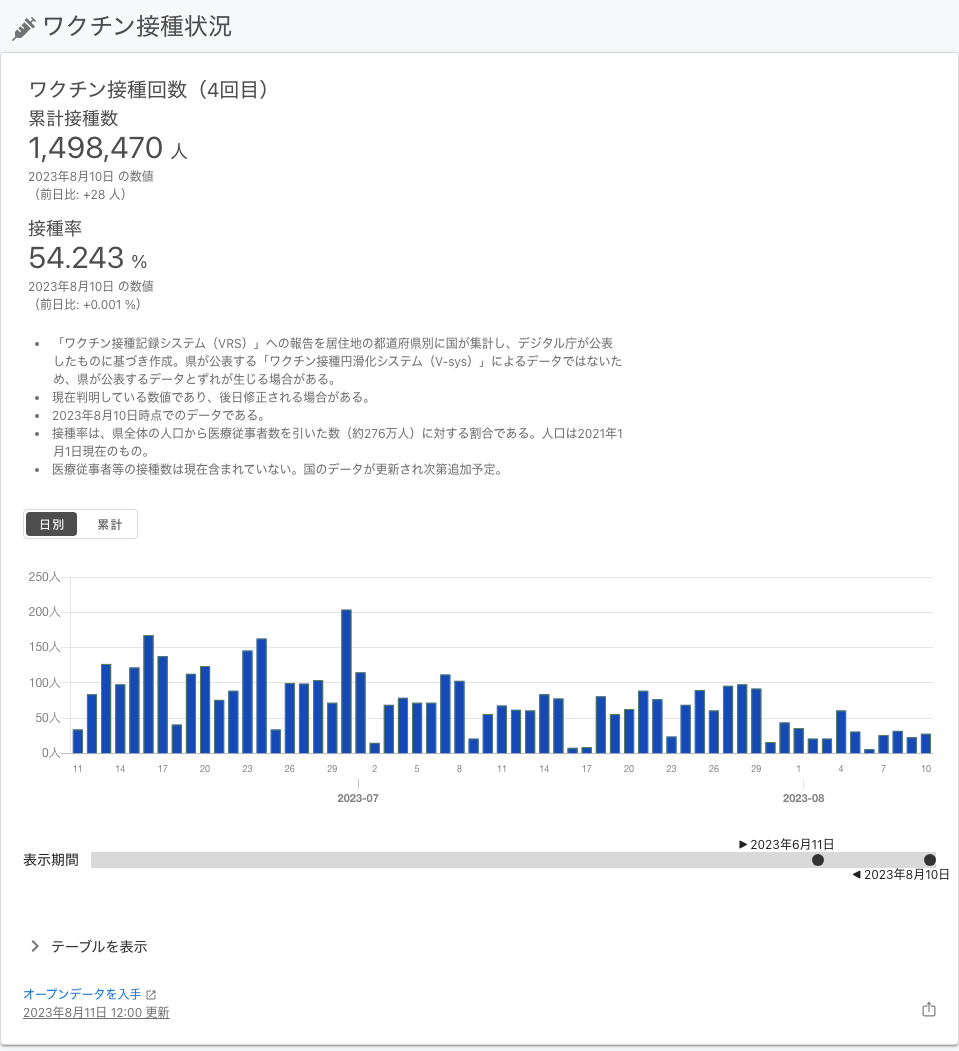 ワクチン接種状況
ワクチン接種回数（4回目）
累計接種数
1,498,470 人
2023年8月10日 の数値
（前日比: +28 人）
接種率
54.243 %
2023年8月10日 の数値
（前日比: +0.001 %）
• 「ワクチン接種記録システム（VRS）」への報告を居住地の都道府県別に国が集計し、デジタル庁が公表
したものに基づき作成。県が公表する「ワクチン接種円滑化システム（V-sys）」によるデータではないた
め、県が公表するデータとずれが生じる場合がある。
• 現在判明している数値であり、後日修正される場合がある。
• 2023年8月10日時点でのデータである。
• 接種率は、県全体の人口から医療従事者数を引いた数（約276万人）に対する割合である。人口は2021年1
月1日現在のもの。
• 医療従事者等の接種数は現在含まれていない。国のデータが更新され次第追加予定。
日別 累計
250人
200人
150人
100人
50人
0人
11 14 17 20 23 26 29 2 5 8 11 14 17 20 23 26 29 1 4 7 10
2023-07 2023-08
▶ 2023年6月11日
表示期間
◀ 2023年8月10日
テーブルを表示
オープンデータを入手
2023年8月11日 12:00 更新